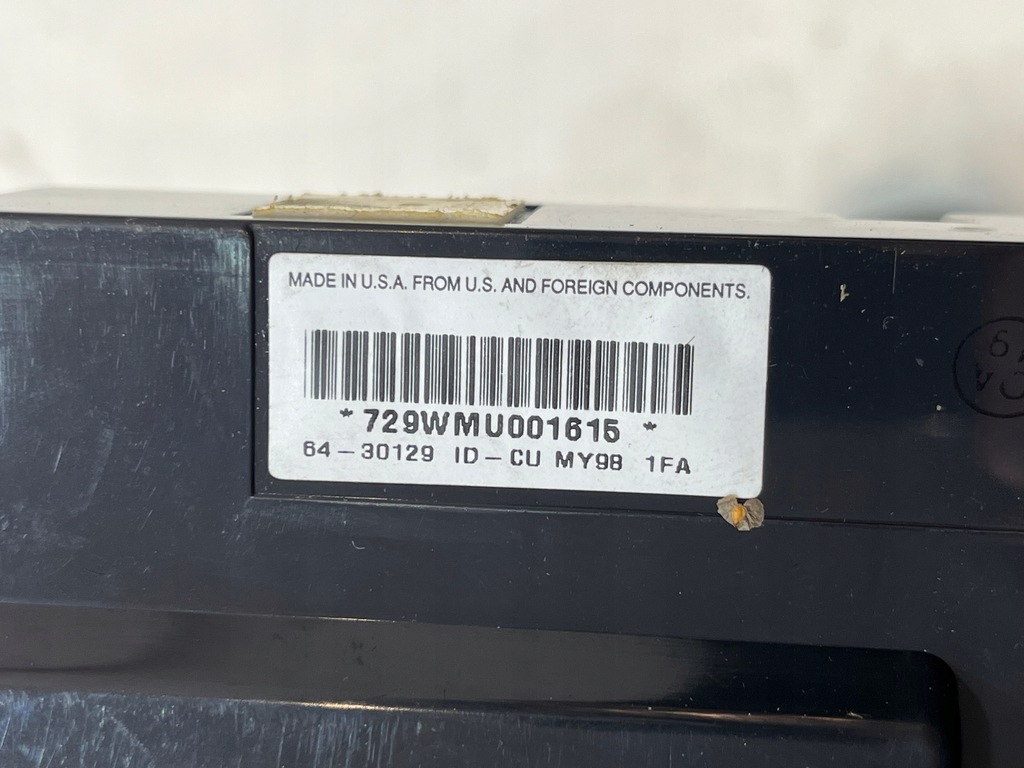 MADE IN U.S.A. FROM U.S. AND FOREIGN COMPONENTS.
*729WMU001615 *
64-30129 ID-CU MY98 1FA